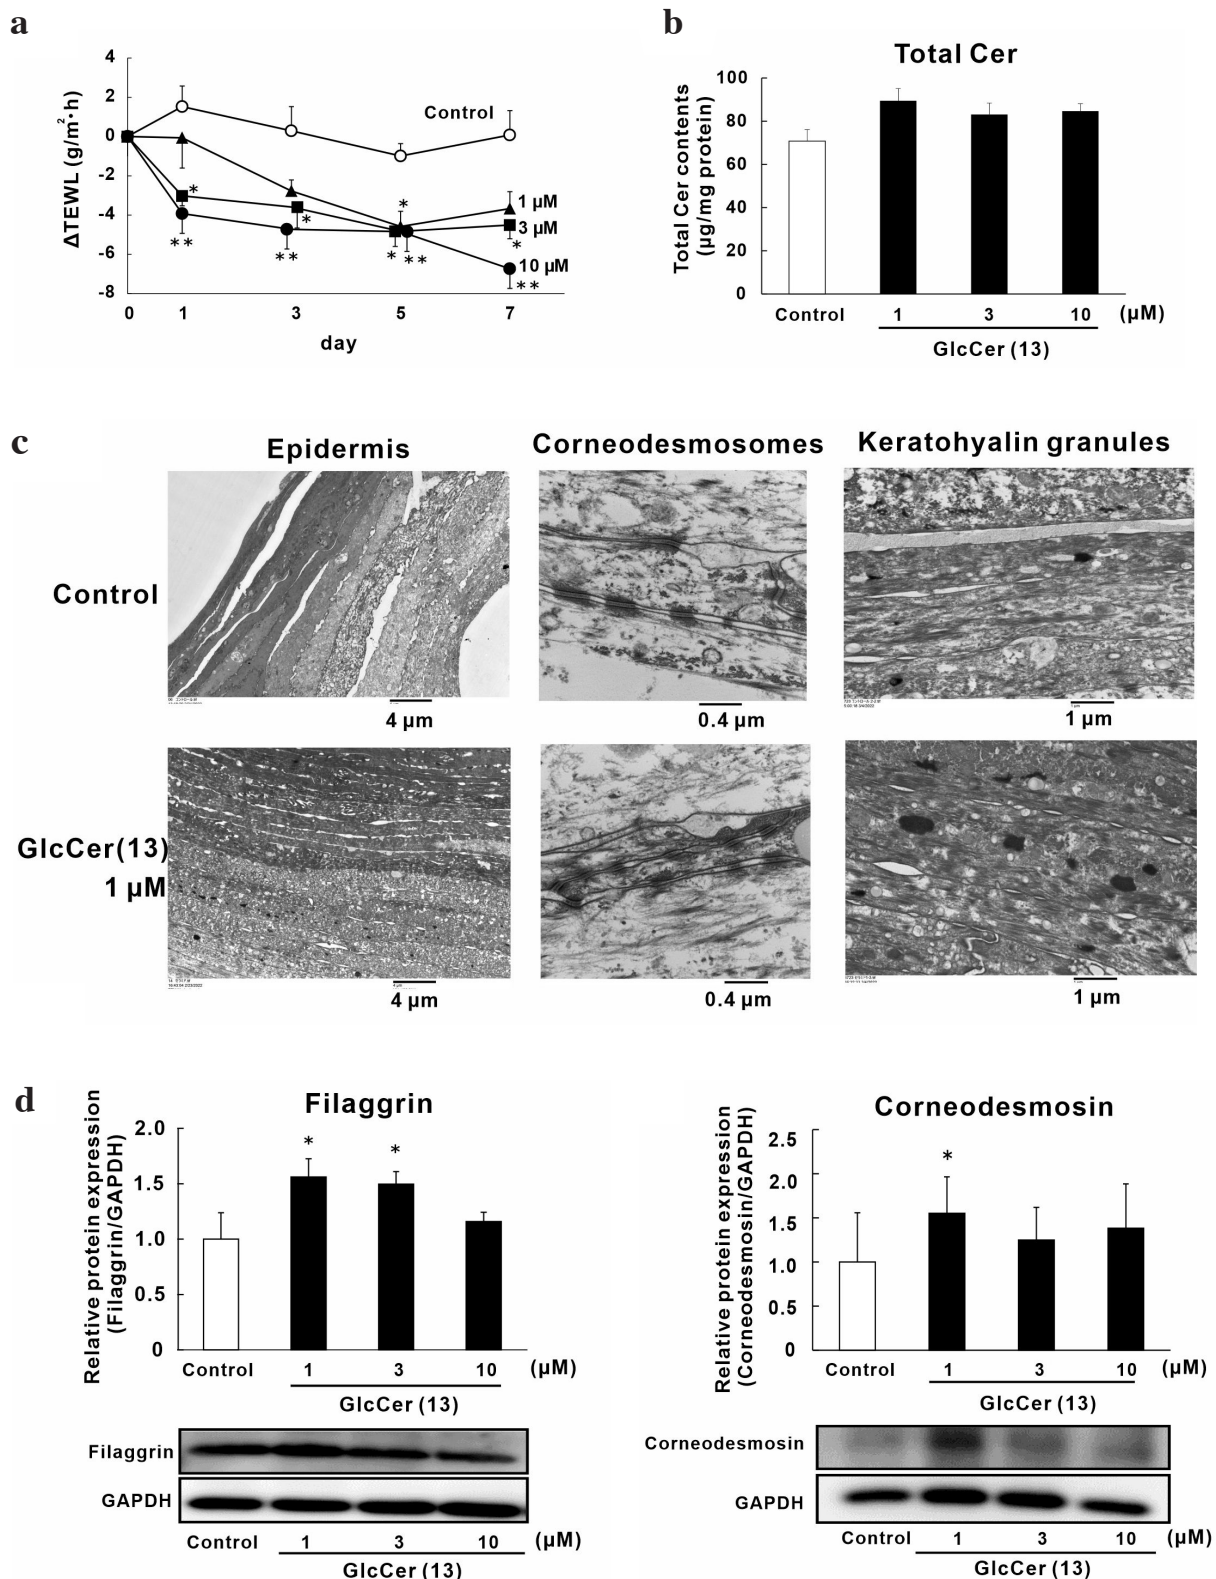 a
ΔTEWL (g/m²·h)
4
2
0
-2
-4
-6
-8
Control
1 µM
3 µM
10 µM
*
*
*
*
*
*
**
**
**
**
0 1 3 5 7
day
b
Total Cer
Total Cer contents
(µg/mg protein)
100
80
60
40
20
0
Control 1 3 10 (µM)
GlcCer (13)
c
Epidermis
Corneodesmosomes
Keratohyalin granules
Control
4 µm
0.4 µm
1 µm
GlcCer(13)
1 µM
4 µm
0.4 µm
1 µm
d
Filaggrin
Relative protein expression
(Filaggrin/GAPDH)
2.0
1.5
1.0
0.5
0
* *
Control 1 3 10 (µM)
GlcCer (13)
Filaggrin
GAPDH
Control 1 3 10 (µM)
GlcCer (13)
Corneodesmosin
Relative protein expression
(Corneodesmosin/GAPDH)
2.5
2.0
1.5
1.0
0.5
0
*
Control 1 3 10 (µM)
GlcCer (13)
Corneodesmosin
GAPDH
Control 1 3 10 (µM)
GlcCer (13)